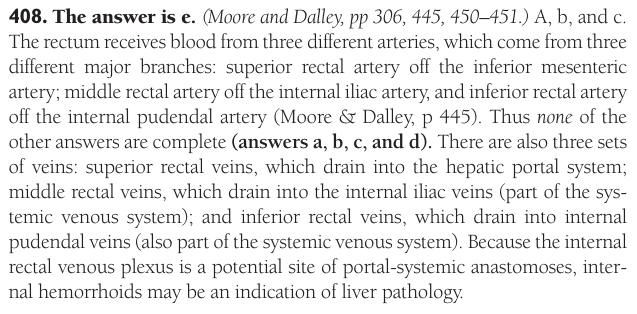 408. The answer is e. (Moore and Dalley, pp 306, 445, 450–451.) A, b, and c.
The rectum receives blood from three different arteries, which come from three
different major branches: superior rectal artery off the inferior mesenteric
artery; middle rectal artery off the internal iliac artery, and inferior rectal artery
off the internal pudendal artery (Moore & Dalley, p 445). Thus none of the
other answers are complete (answers a, b, c, and d). There are also three sets
of veins: superior rectal veins, which drain into the hepatic portal system;
middle rectal veins, which drain into the internal iliac veins (part of the sys-
temic venous system); and inferior rectal veins, which drain into internal
pudendal veins (also part of the systemic venous system). Because the internal
rectal venous plexus is a potential site of portal-systemic anastomoses, inter-
nal hemorrhoids may be an indication of liver pathology.